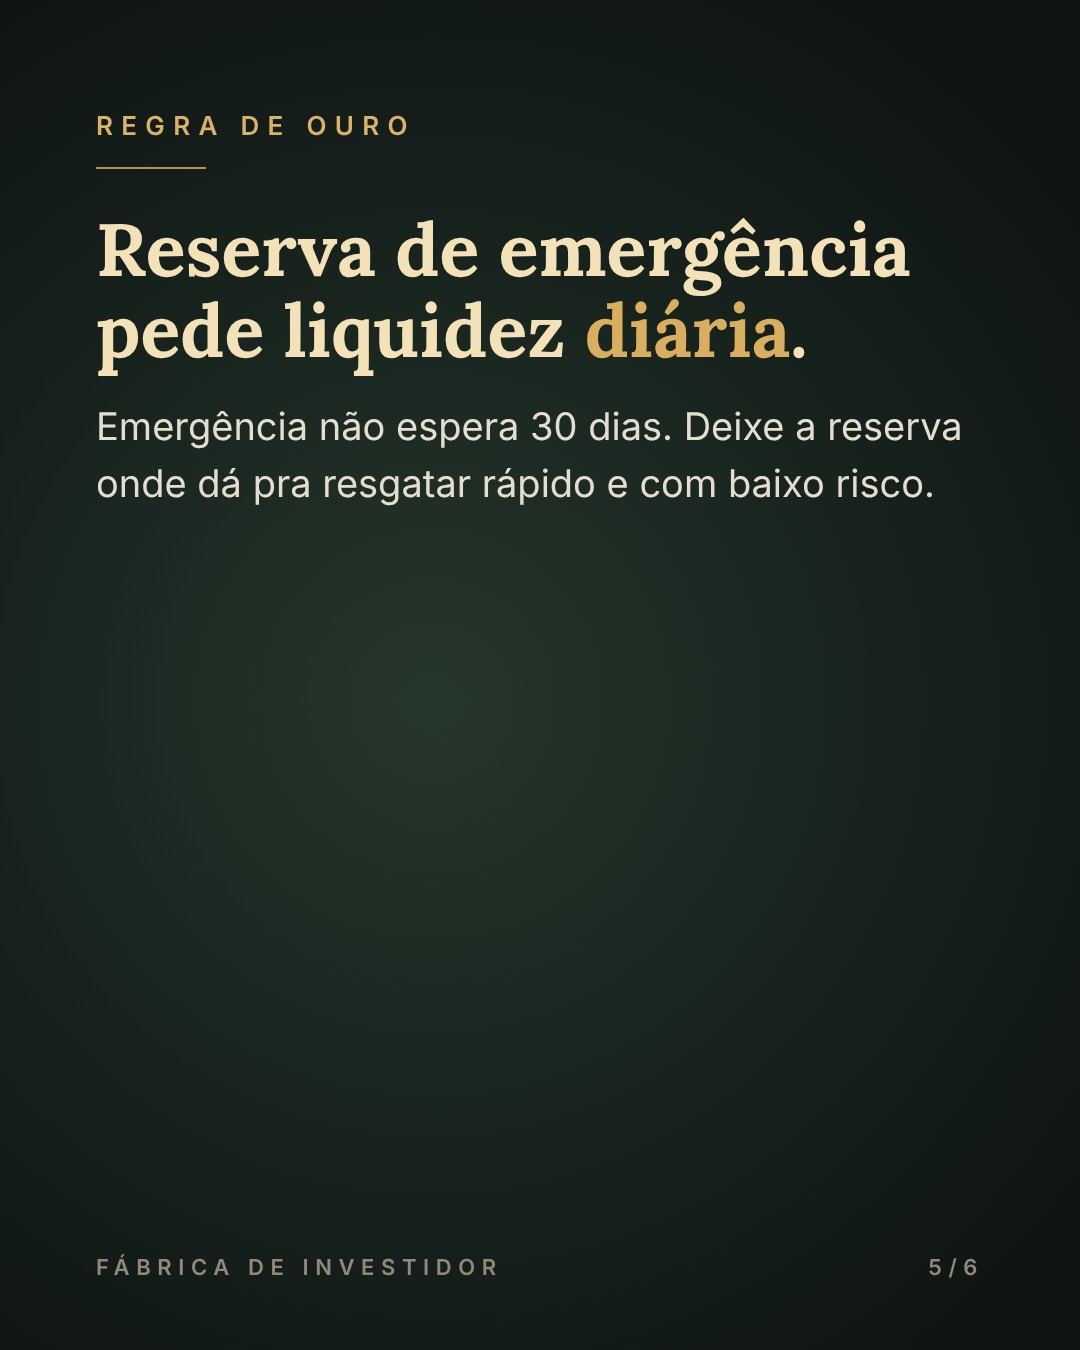 REGRA DE OURO
Reserva de emergência
pede liquidez diária.
Emergência não espera 30 dias. Deixe a reserva
onde dá pra resgatar rápido e com baixo risco.
FÁBRICA DE INVESTIDOR
5/6